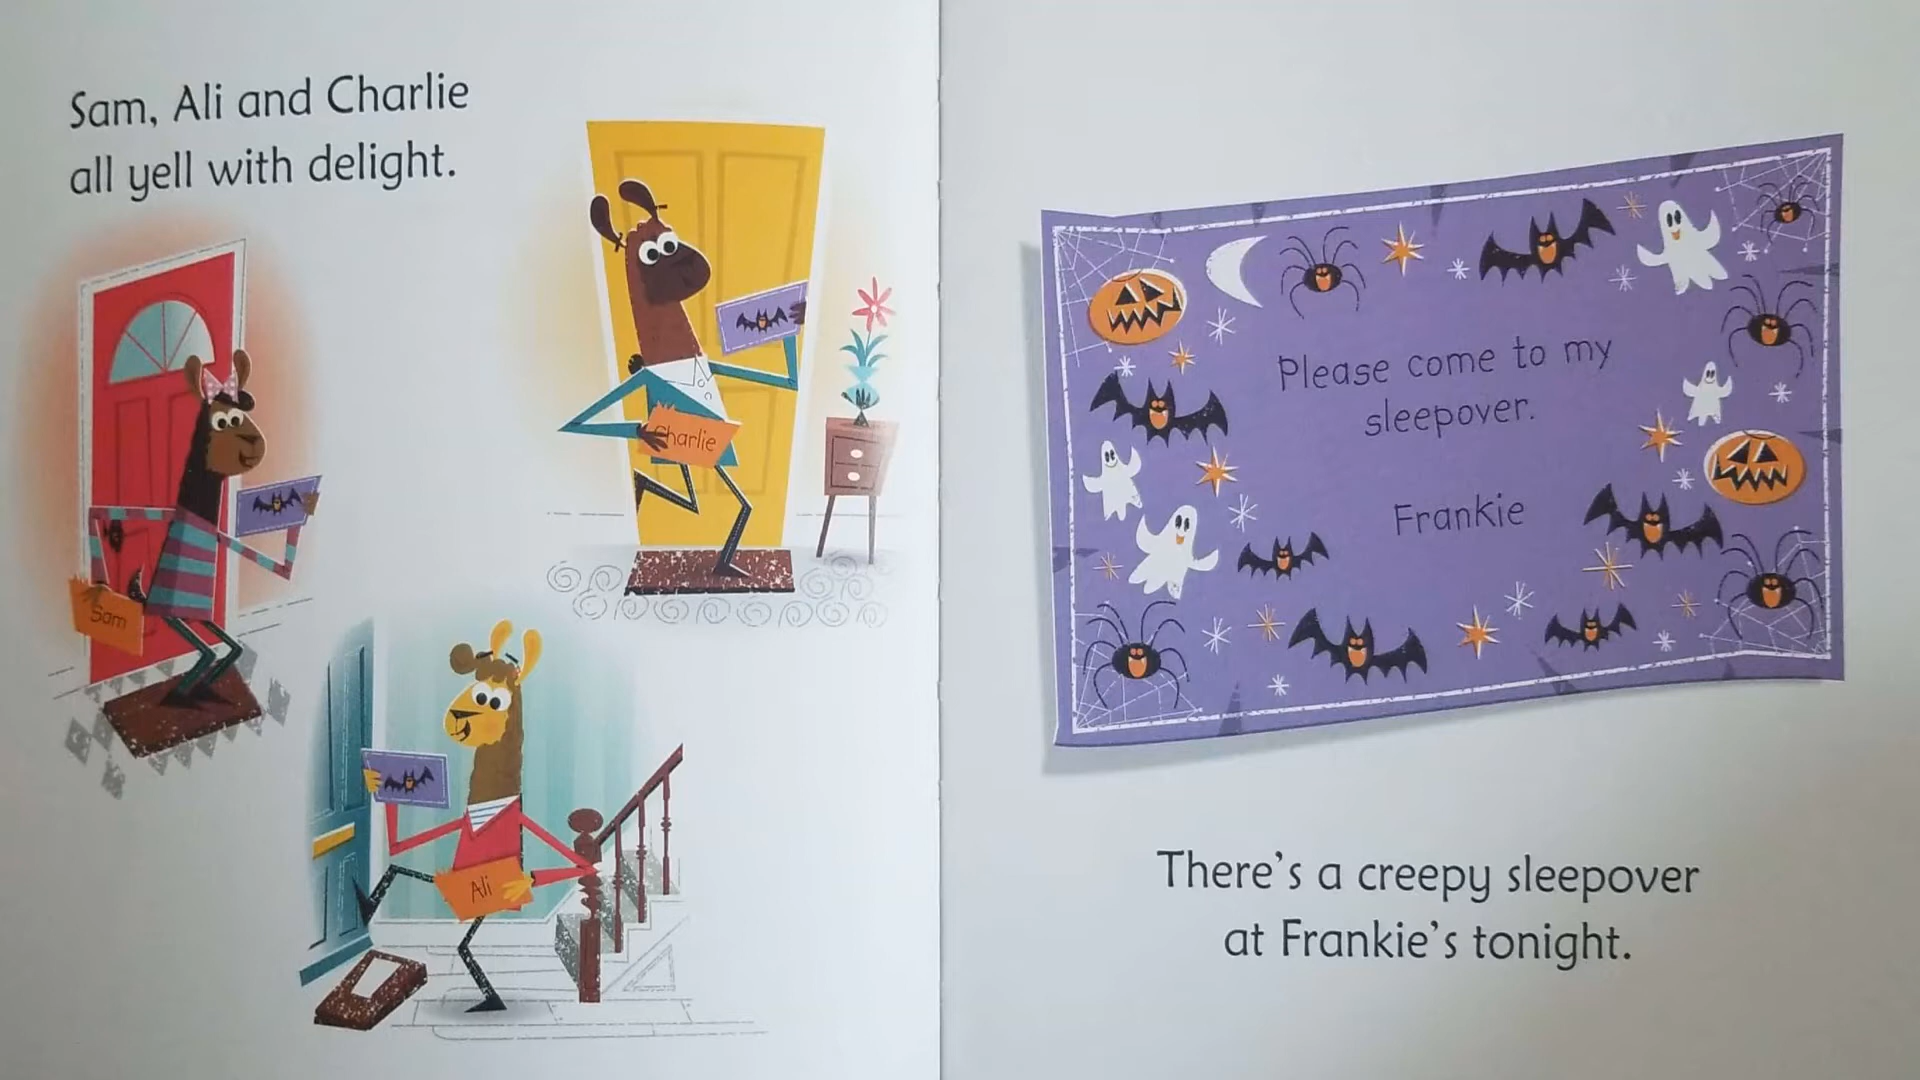 Sam, Ali and Charlie
all yell with delight.
Charlie
Sam
Ali
Please come to my
sleepover.
Frankie
There's a creepy sleepover
at Frankie's tonight.